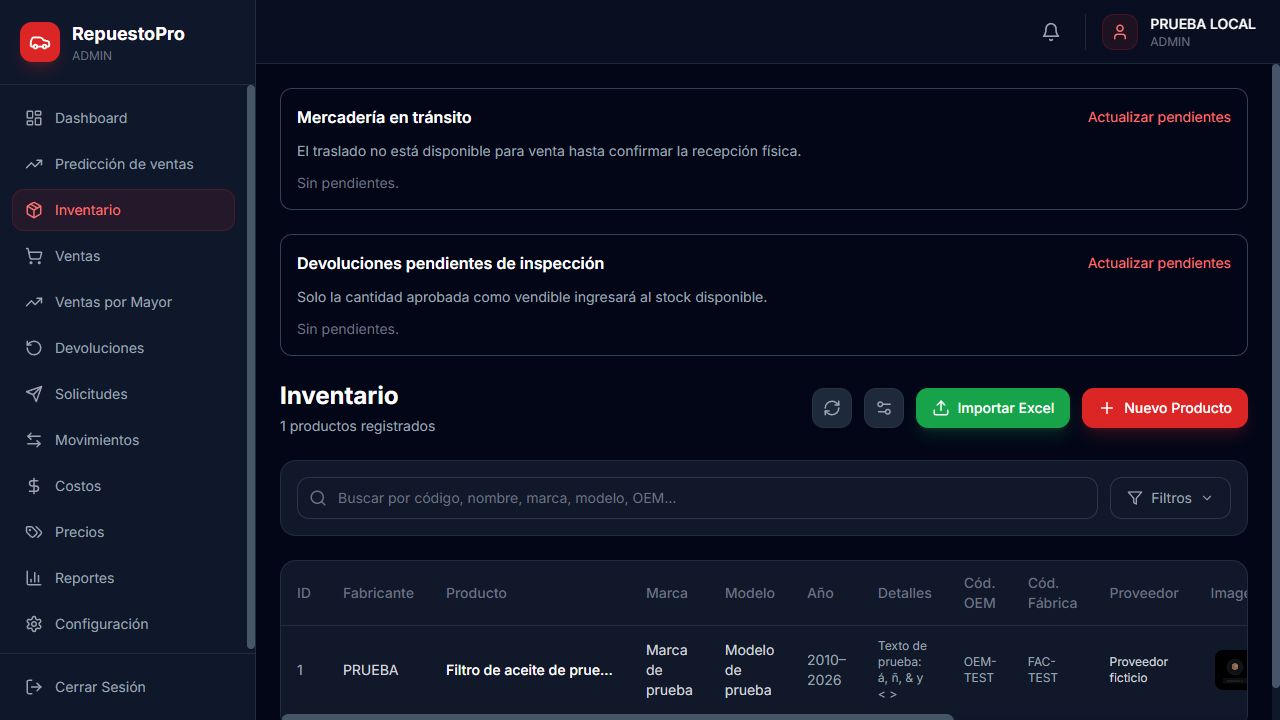 RepuestoPro
ADMIN
PRUEBA LOCAL
ADMIN
Dashboard
Predicción de ventas
Inventario
Ventas
Ventas por Mayor
Devoluciones
Solicitudes
Movimientos
Costos
Precios
Reportes
Configuración
Cerrar Sesión
Mercadería en tránsito
Actualizar pendientes
El traslado no está disponible para venta hasta confirmar la recepción física.
Sin pendientes.
Devoluciones pendientes de inspección
Actualizar pendientes
Solo la cantidad aprobada como vendible ingresará al stock disponible.
Sin pendientes.
Inventario
1 productos registrados
Importar Excel
Nuevo Producto
Buscar por código, nombre, marca, modelo, OEM...
Filtros
ID
Fabricante
Producto
Marca
Modelo
Año
Detalles
Cód.
OEM
Cód.
Fábrica
Proveedor
Image
1
PRUEBA
Filtro de aceite de prue...
Marca
de
prueba
Modelo
de
prueba
2010–
2026
Texto de
prueba:
á, ñ, & y
< >
OEM-
TEST
FAC-
TEST
Proveedor
ficticio